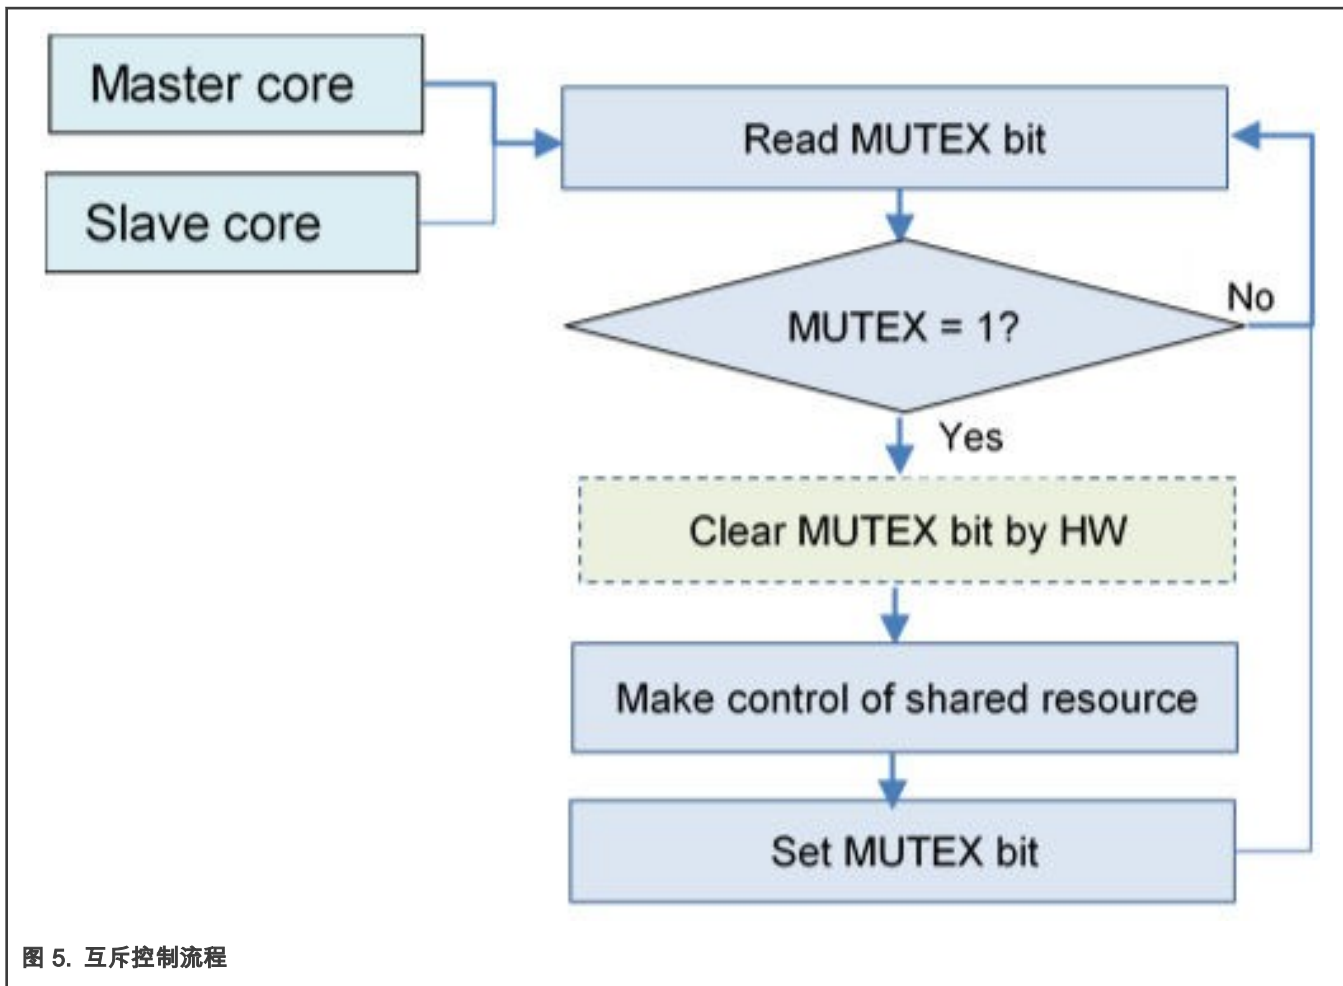 Master core
Slave core
Read MUTEX bit
MUTEX = 1?
No
Yes
Clear MUTEX bit by HW
Make control of shared resource
Set MUTEX bit
图 5. 互斥控制流程